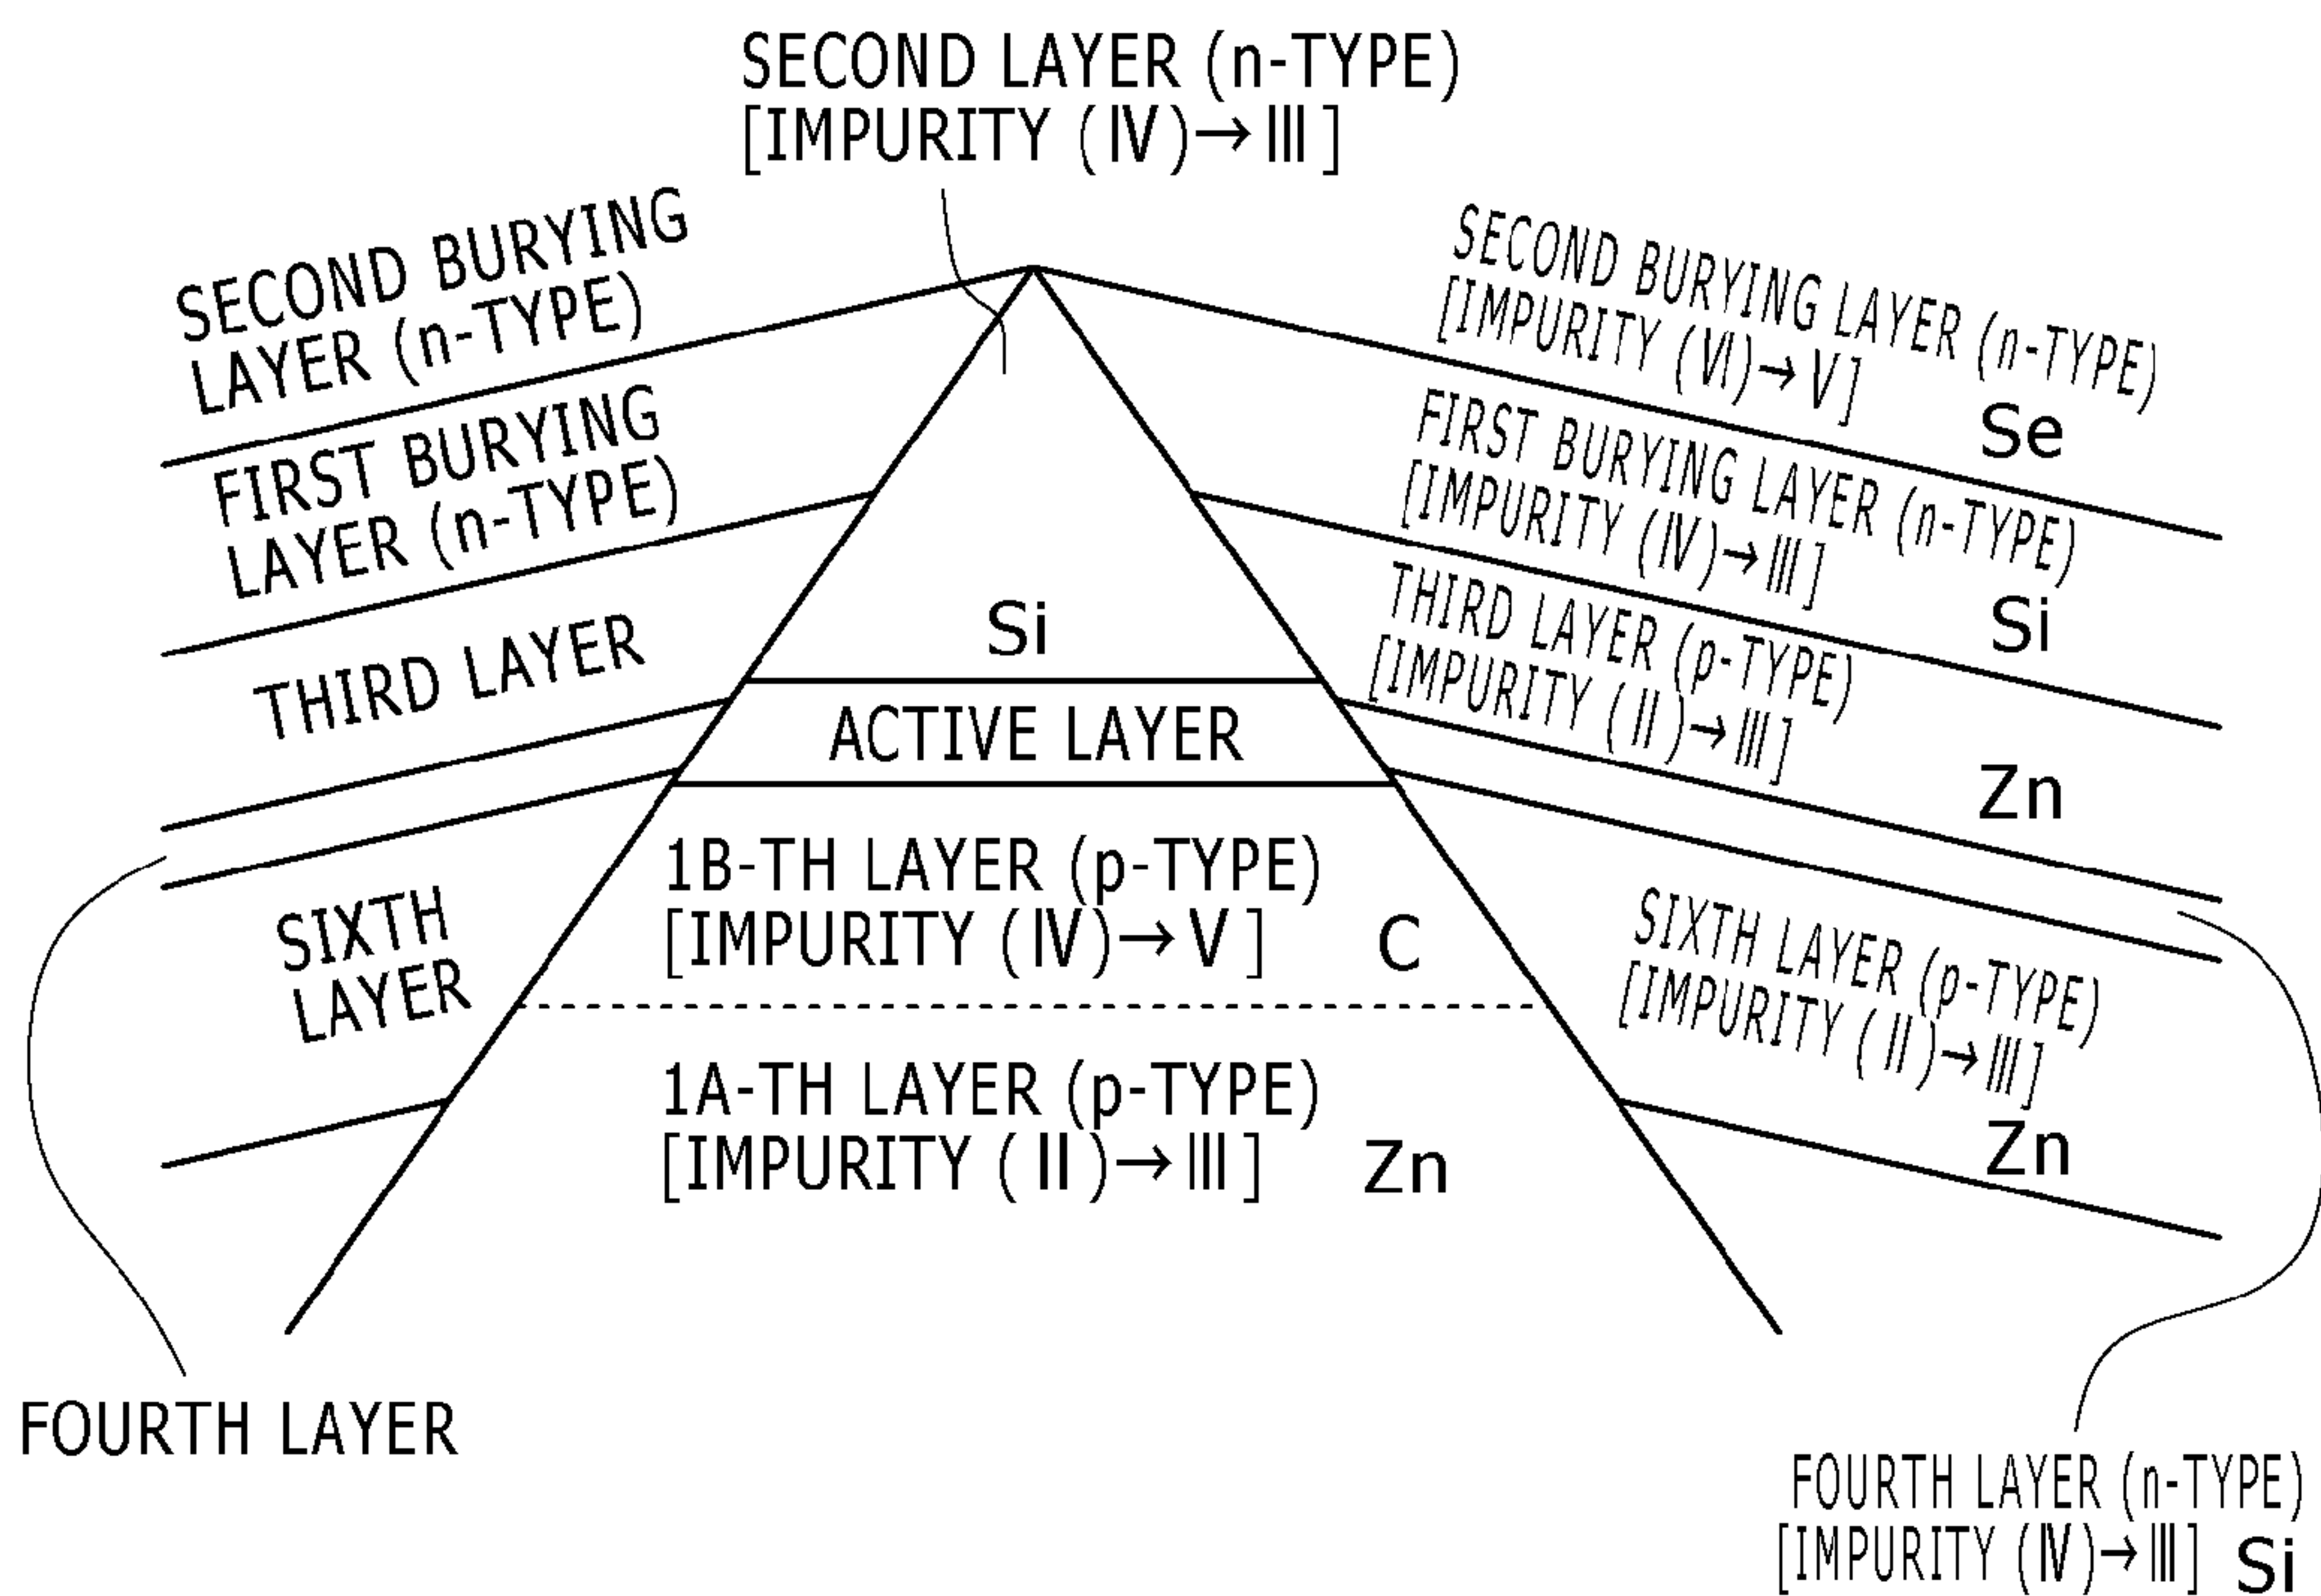 SECOND LAYER (n-TYPE)
[IMPURITY (Ⅳ)→Ⅲ]
SECOND BURYING
LAYER (n-TYPE)
FIRST BURYING
LAYER (n-TYPE)
THIRD LAYER
SIXTH
LAYER
FOURTH LAYER
Si
ACTIVE LAYER
1B-TH LAYER (p-TYPE)
[IMPURITY (Ⅳ)→Ⅴ] C
1A-TH LAYER (p-TYPE)
[IMPURITY (Ⅱ)→Ⅲ] Zn
SECOND BURYING LAYER (n-TYPE)
[IMPURITY (Ⅵ)→Ⅴ]
Se
FIRST BURYING LAYER (n-TYPE)
[IMPURITY (Ⅳ)→Ⅲ]
Si
THIRD LAYER (p-TYPE)
[IMPURITY (Ⅱ)→Ⅲ]
Zn
SIXTH LAYER (p-TYPE)
[IMPURITY (Ⅱ)→Ⅲ]
Zn
FOURTH LAYER (n-TYPE)
[IMPURITY (Ⅳ)→Ⅲ] Si